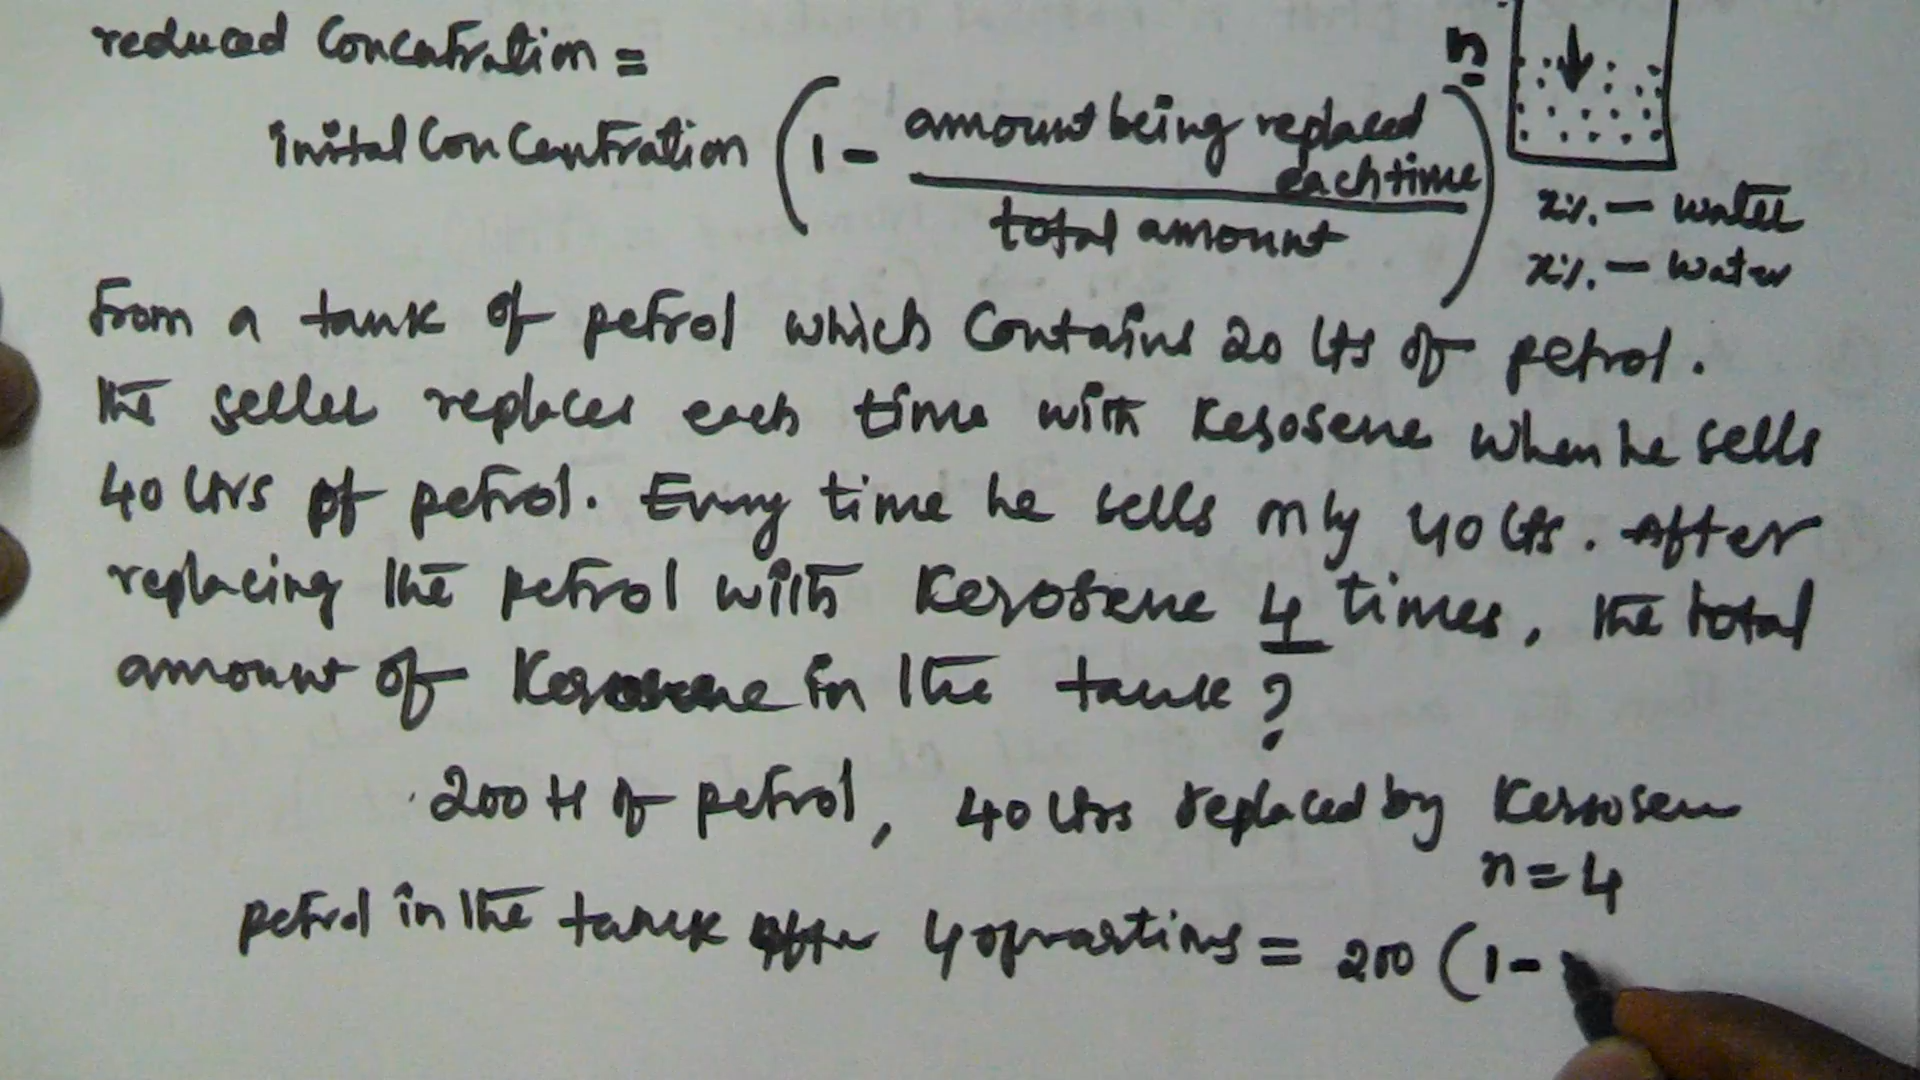 reduced Concentration =
n
inital Concentration (1 - amount being replaced each time / total amount)
x%. — water
x%. — water
From a tank of petrol which Contains 20 lts of petrol.
the seller replaces each time with Kerosene when he sells
40 ltrs of petrol. Every time he sells only 40 lts. After
replacing the petrol with Kerosene 4 times, the total
amount of Kerosene in the tank?
200 lt of petrol, 40 ltrs replaced by Kerosene
n = 4
petrol in the tank after 4 operations = 200 (1 -